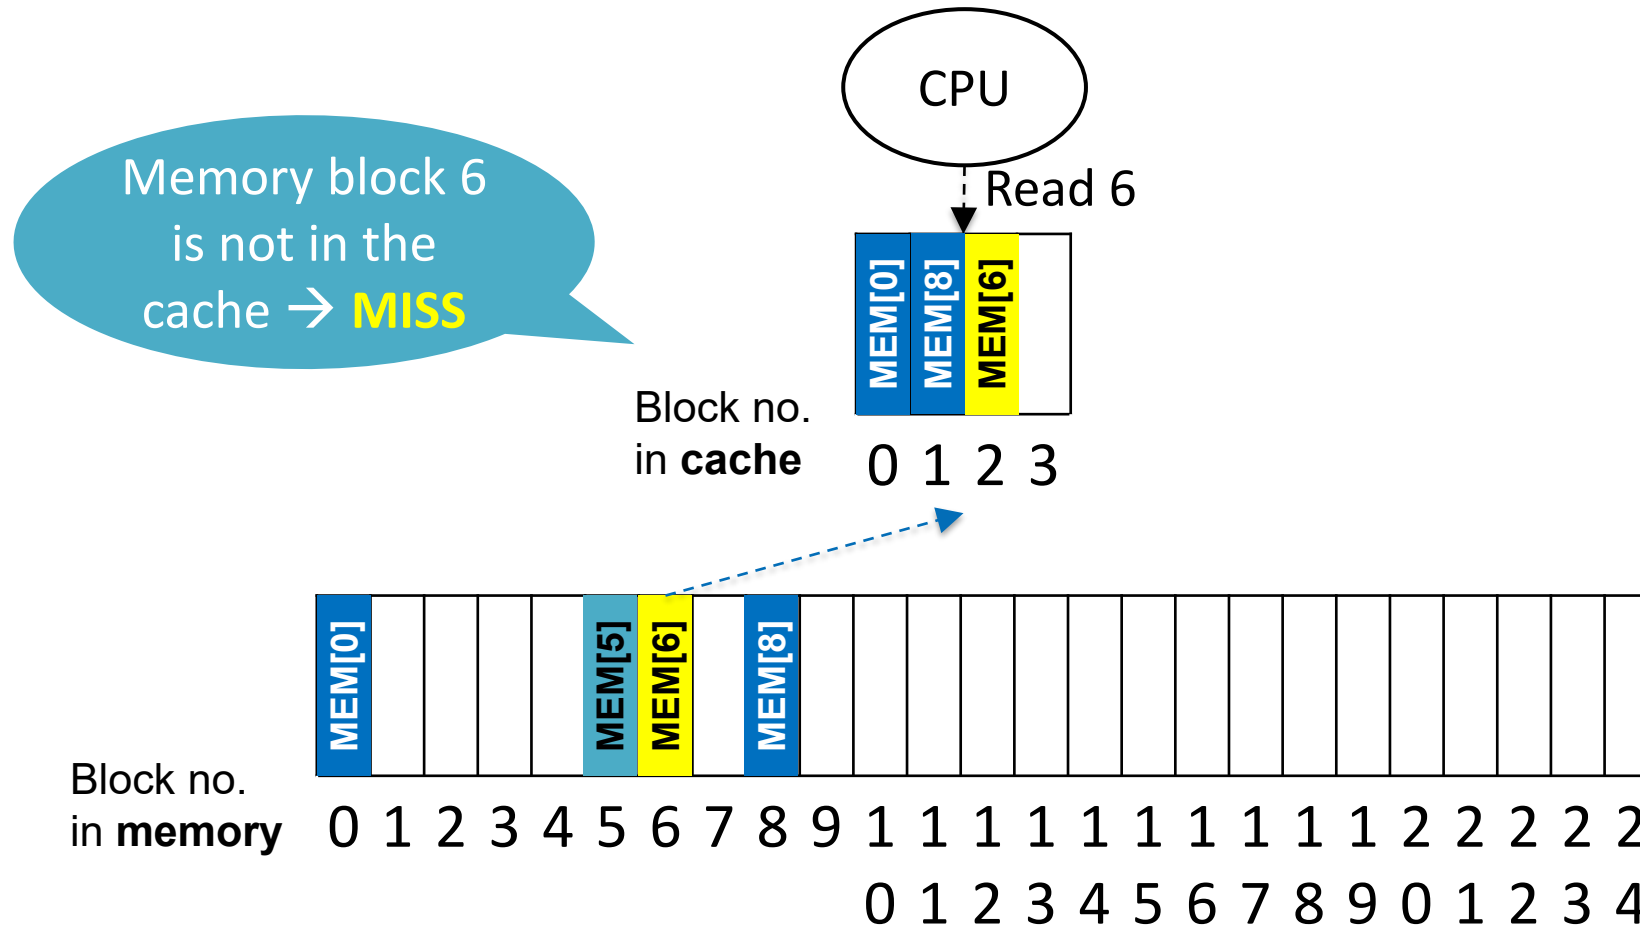 CPU
Read 6
Memory block 6
is not in the
cache → MISS
MEM[0] MEM[8] MEM[6]
Block no.
in cache
0 1 2 3
MEM[0] MEM[5] MEM[6] MEM[8]
Block no.
in memory
0 1 2 3 4 5 6 7 8 9 1 1 1 1 1 1 1 1 1 1 2 2 2 2 2
0 1 2 3 4 5 6 7 8 9 0 1 2 3 4